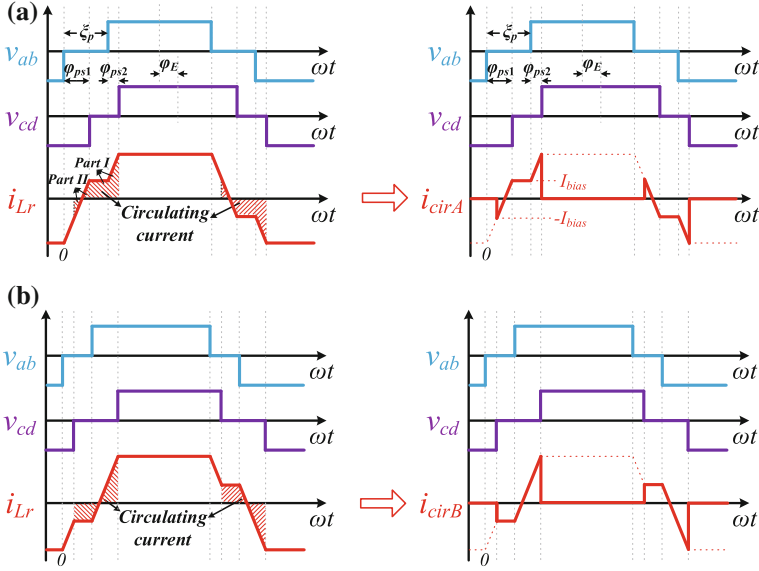 (a)
v_ab
ξ_p
ωt
φ_ps1
φ_ps2
φ_E
v_cd
ωt
Part I
Part II
i_Lr
Circulating
current
ωt
0
v_ab
ξ_p
ωt
φ_ps1
φ_ps2
φ_E
v_cd
ωt
i_cirA
I_bias
-I_bias
ωt
0
(b)
v_ab
ωt
v_cd
ωt
i_Lr
Circulating
current
ωt
0
v_ab
ωt
v_cd
ωt
i_cirB
ωt
0